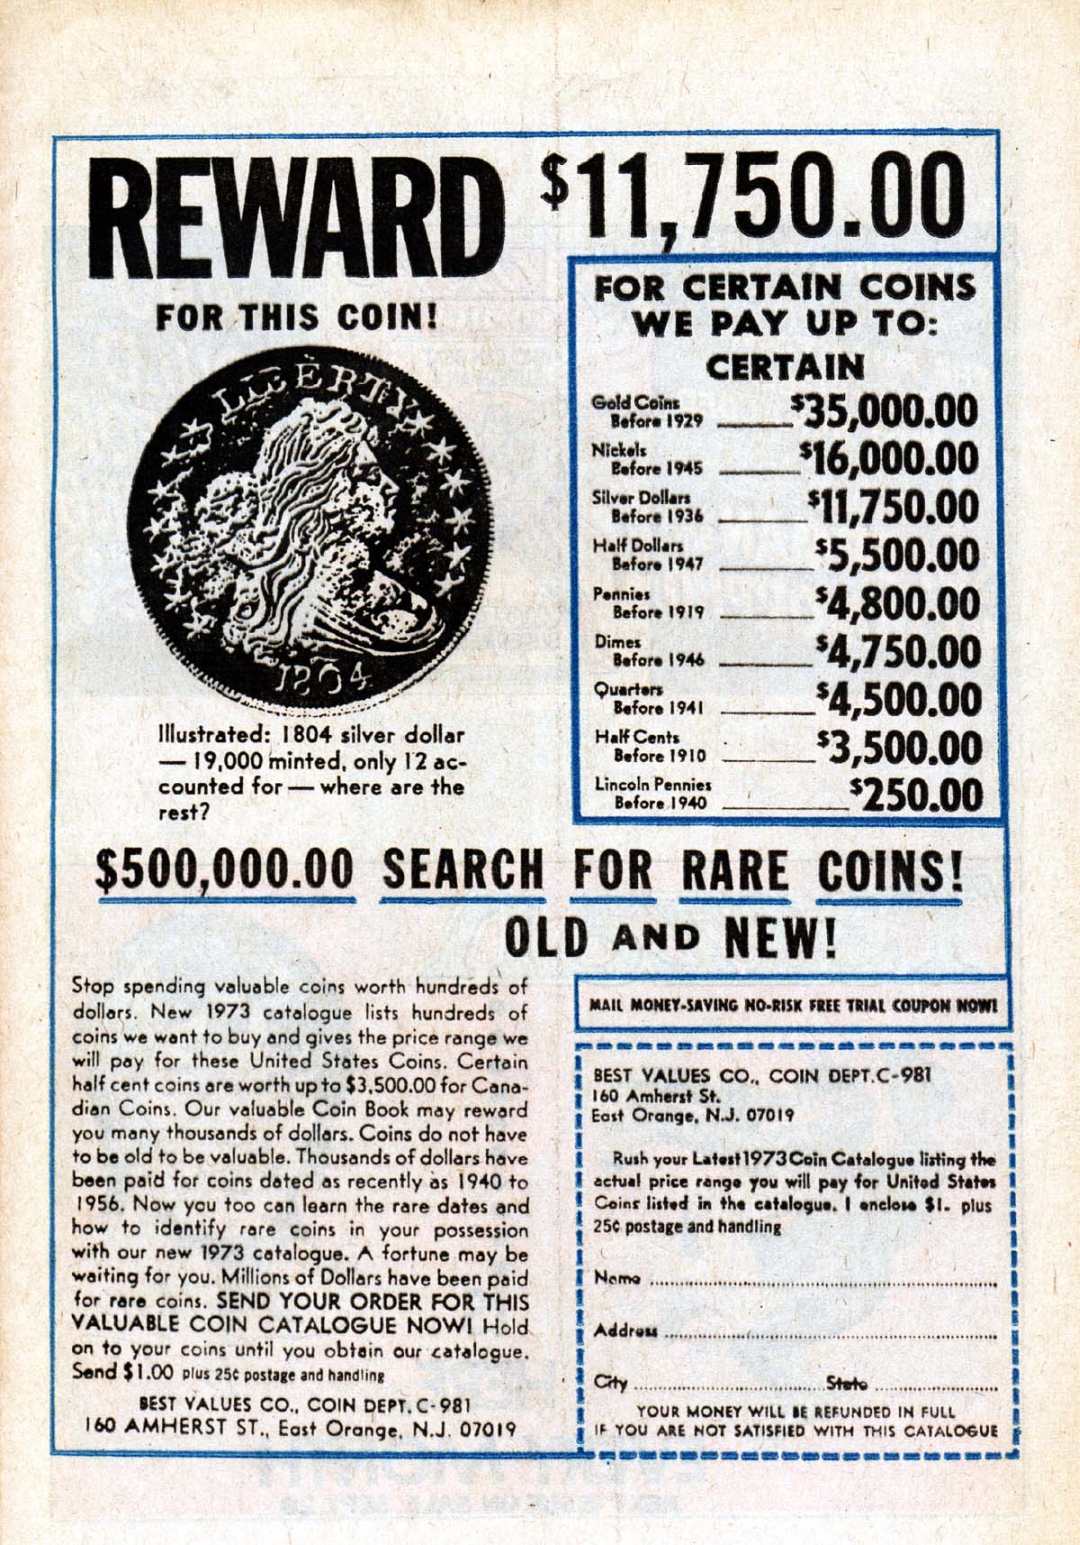 REWARD $11,750.00
FOR THIS COIN!
LIBERTY
1804
Illustrated: 1804 silver dollar
— 19,000 minted, only 12 ac-
counted for — where are the
rest?
FOR CERTAIN COINS
WE PAY UP TO:
CERTAIN
Gold Coins
Before 1929 $35,000.00
Nickels
Before 1945 $16,000.00
Silver Dollars
Before 1936 $11,750.00
Half Dollars
Before 1947 $5,500.00
Pennies
Before 1919 $4,800.00
Dimes
Before 1946 $4,750.00
Quarters
Before 1941 $4,500.00
Half Cents
Before 1910 $3,500.00
Lincoln Pennies
Before 1940 $250.00
$500,000.00 SEARCH FOR RARE COINS!
OLD AND NEW!
Stop spending valuable coins worth hundreds of
dollars. New 1973 catalogue lists hundreds of
coins we want to buy and gives the price range we
will pay for these United States Coins. Certain
half cent coins are worth up to $3,500.00 for Cana-
dian Coins. Our valuable Coin Book may reward
you many thousands of dollars. Coins do not have
to be old to be valuable. Thousands of dollars have
been paid for coins dated as recently as 1940 to
1956. Now you too can learn the rare dates and
how to identify rare coins in your possession
with our new 1973 catalogue. A fortune may be
waiting for you. Millions of Dollars have been paid
for rare coins. SEND YOUR ORDER FOR THIS
VALUABLE COIN CATALOGUE NOW! Hold
on to your coins until you obtain our catalogue.
Send $1.00 plus 25¢ postage and handling
BEST VALUES CO., COIN DEPT. C-981
160 AMHERST ST., East Orange, N.J. 07019
MAIL MONEY-SAVING NO-RISK FREE TRIAL COUPON NOW!
BEST VALUES CO., COIN DEPT. C-981
160 Amherst St.
East Orange, N.J. 07019
Rush your Latest 1973 Coin Catalogue listing the
actual price range you will pay for United States
Coins listed in the catalogue. I enclose $1. plus
25¢ postage and handling
Name
Address
City State
YOUR MONEY WILL BE REFUNDED IN FULL
IF YOU ARE NOT SATISFIED WITH THIS CATALOGUE